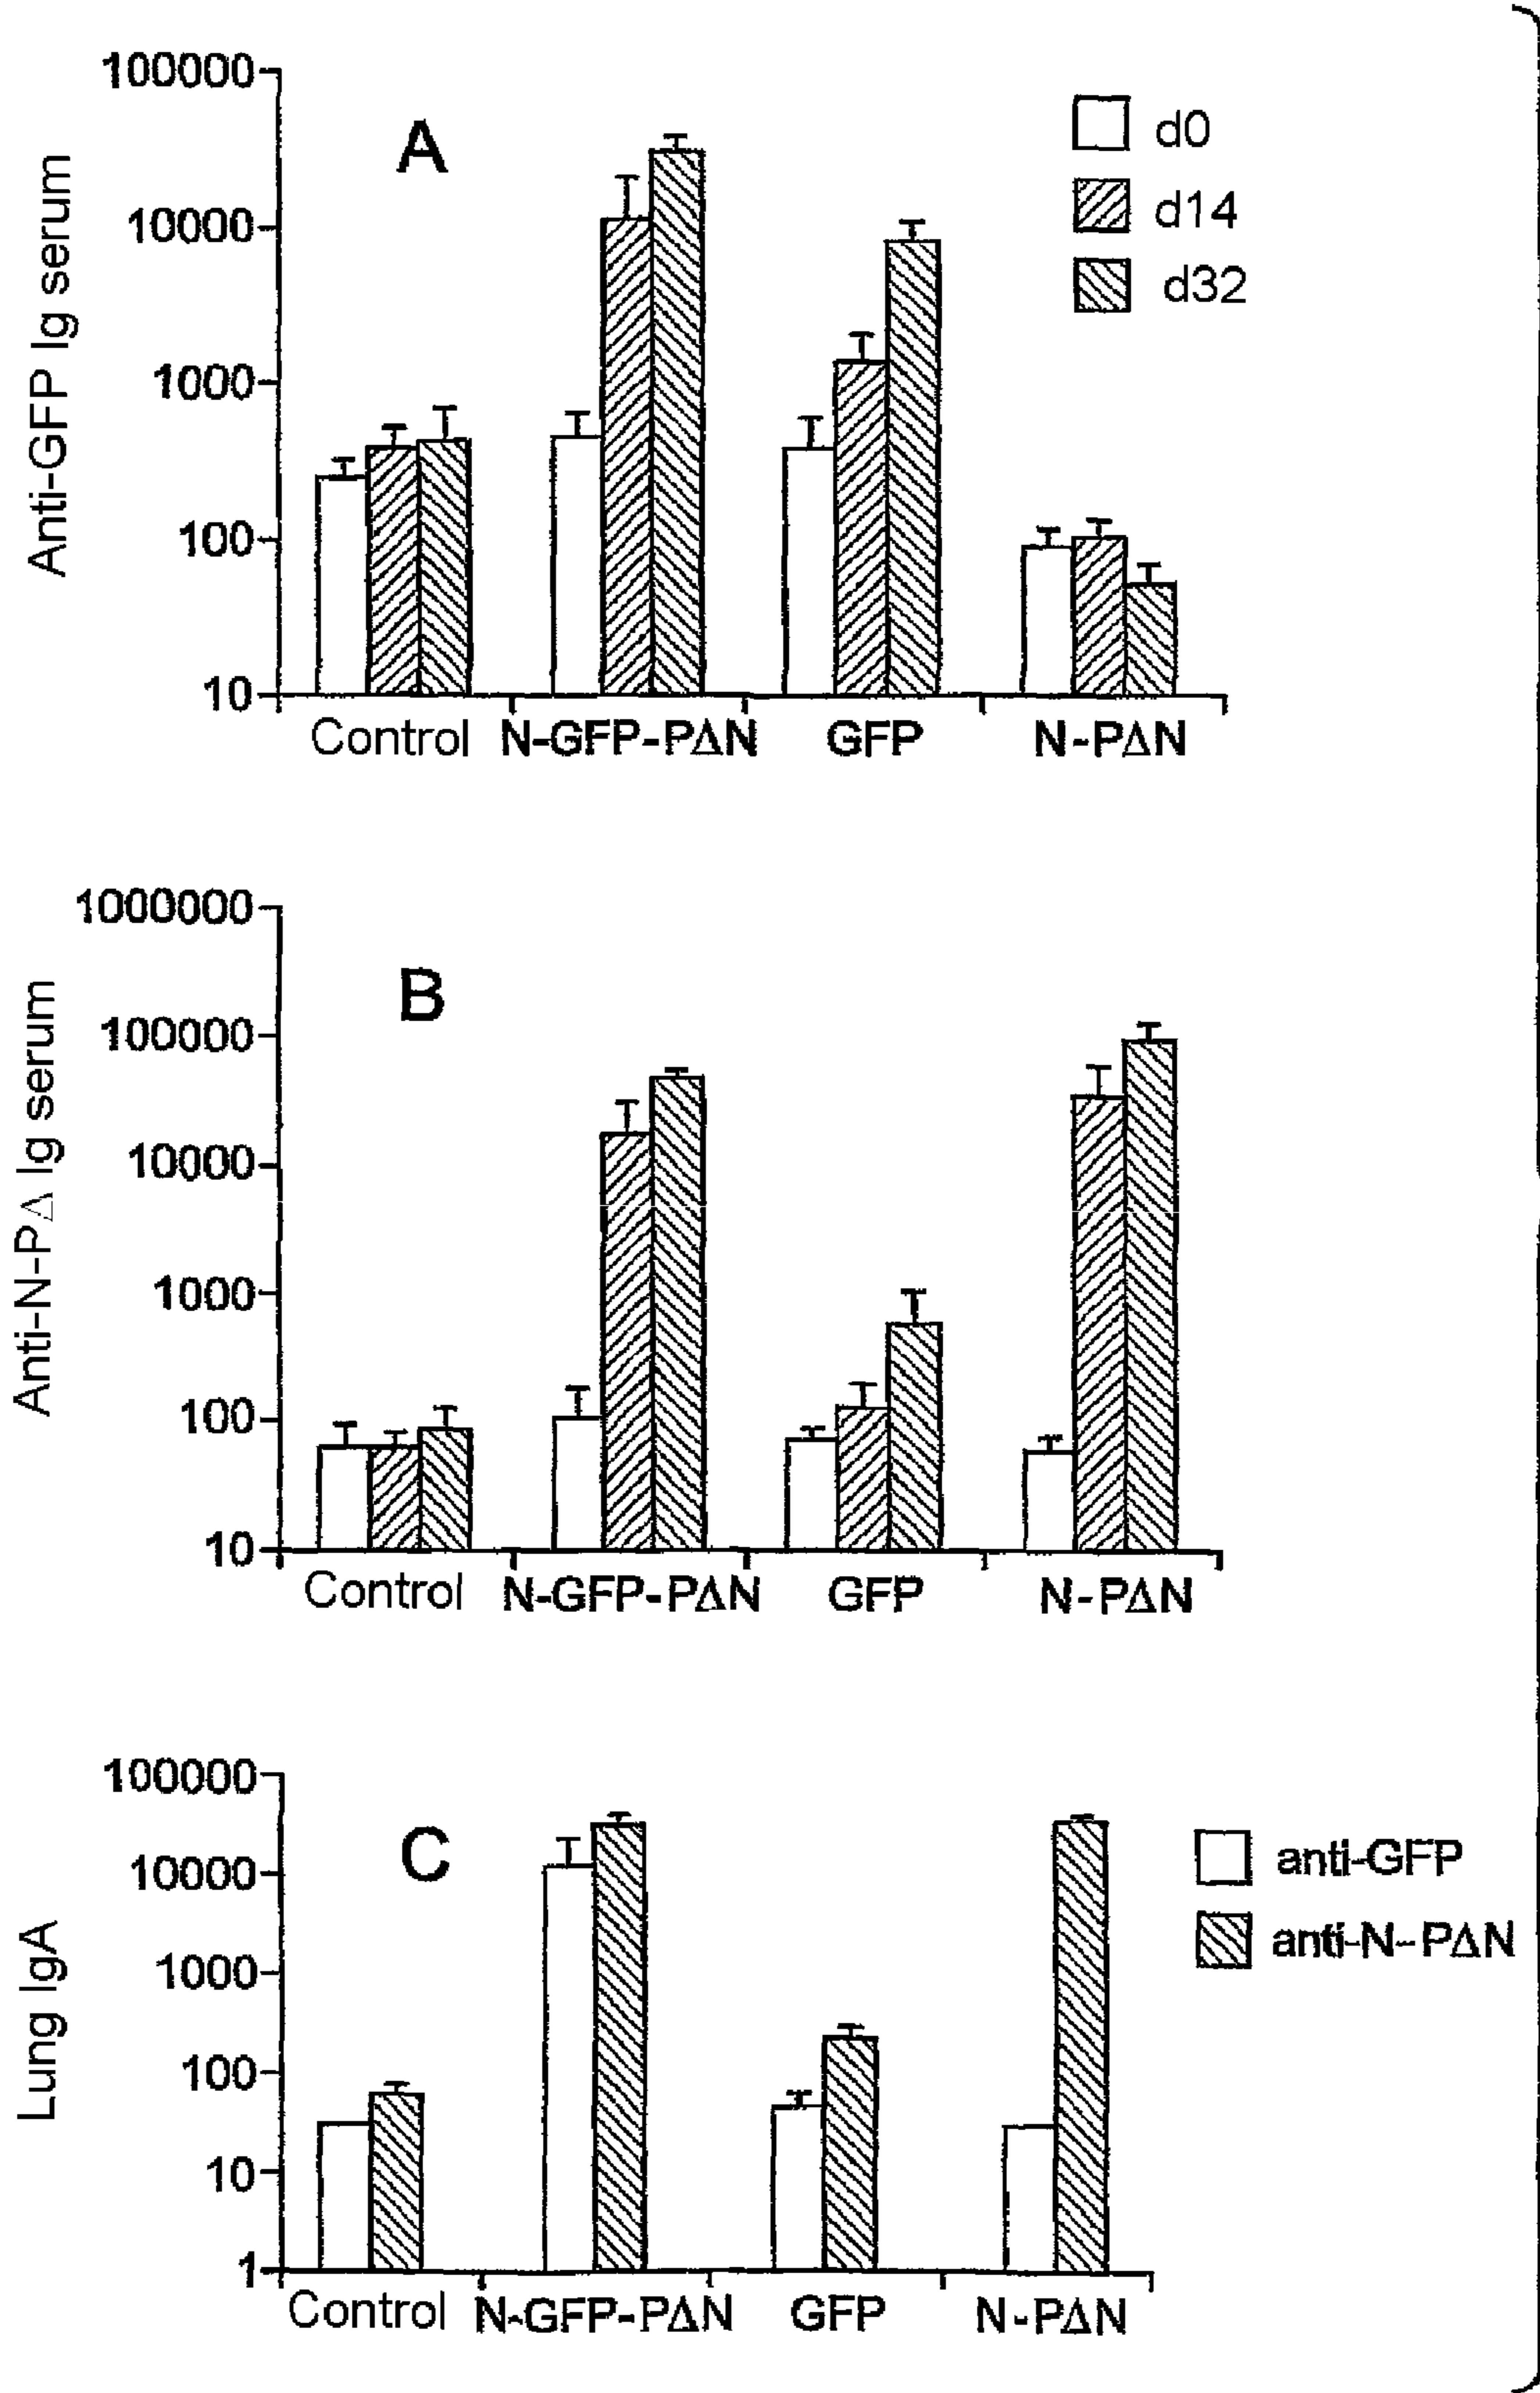 A
Anti-GFP Ig serum
100000
10000
1000
100
10
d0
d14
d32
Control N-GFP-PΔN GFP N-PΔN
B
Anti-N-PΔ Ig serum
1000000
100000
10000
1000
100
10
Control N-GFP-PΔN GFP N-PΔN
C
Lung IgA
100000
10000
1000
100
10
1
anti-GFP
anti-N-PΔN
Control N-GFP-PΔN GFP N-PΔN